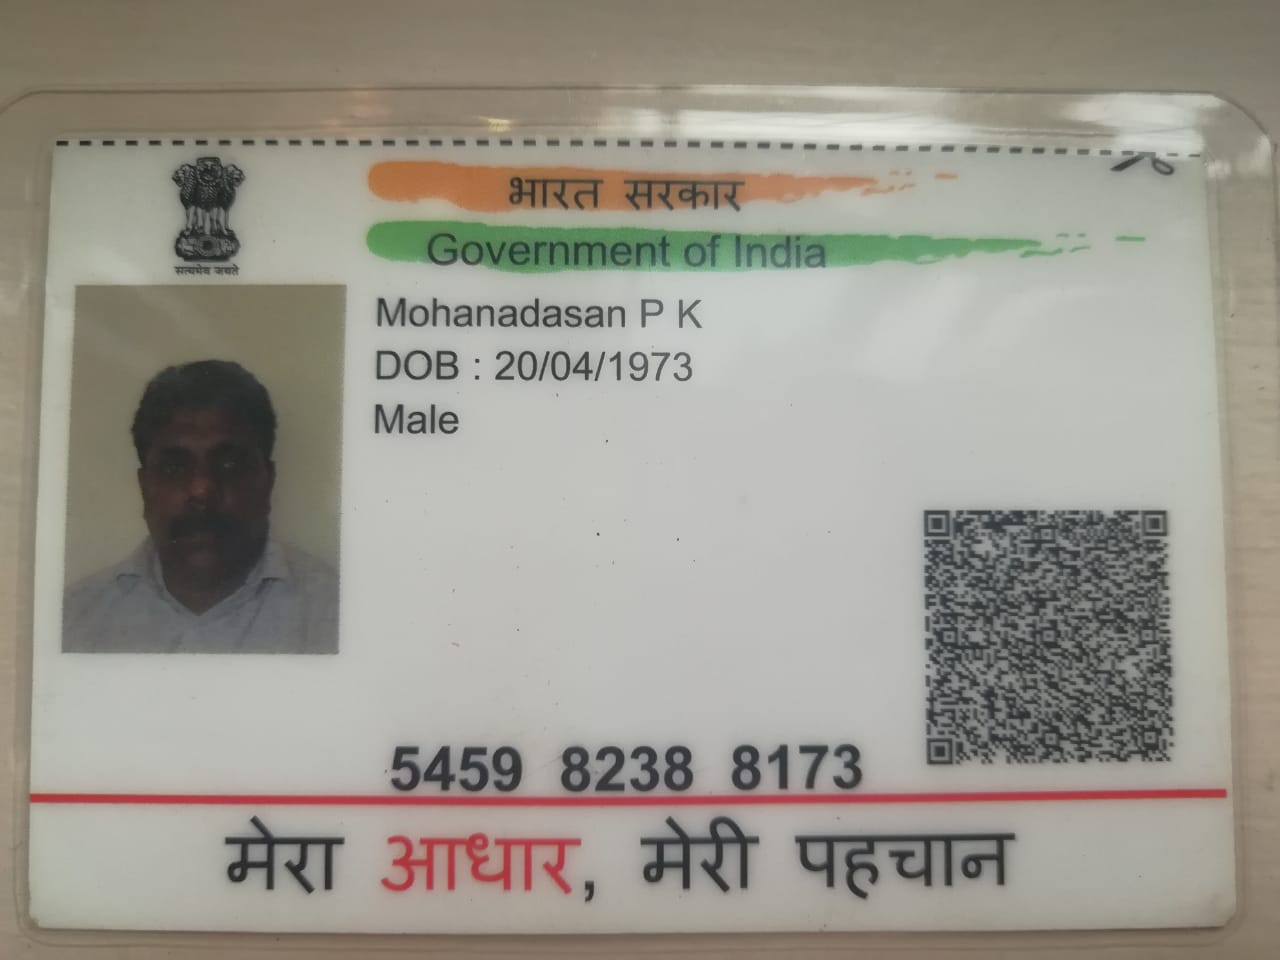 भारत सरकार
Government of India
सत्यमेव जयते
Mohanadasan P K
DOB : 20/04/1973
Male
5459 8238 8173
मेरा आधार, मेरी पहचान